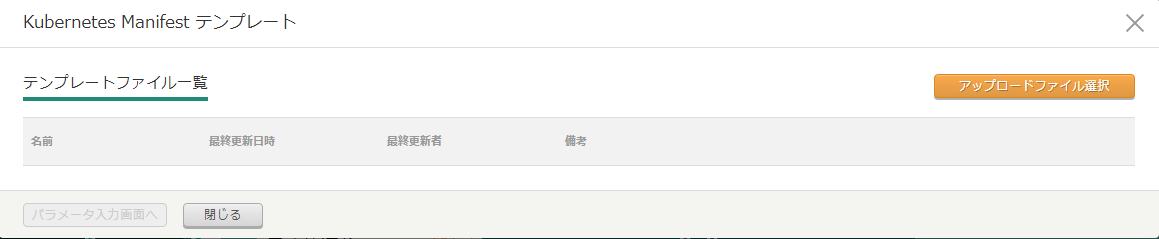 Kubernetes Manifest テンプレート
テンプレートファイル一覧
アップロードファイル選択
名前 最終更新日時 最終更新者 備考
パラメータ入力画面へ 閉じる